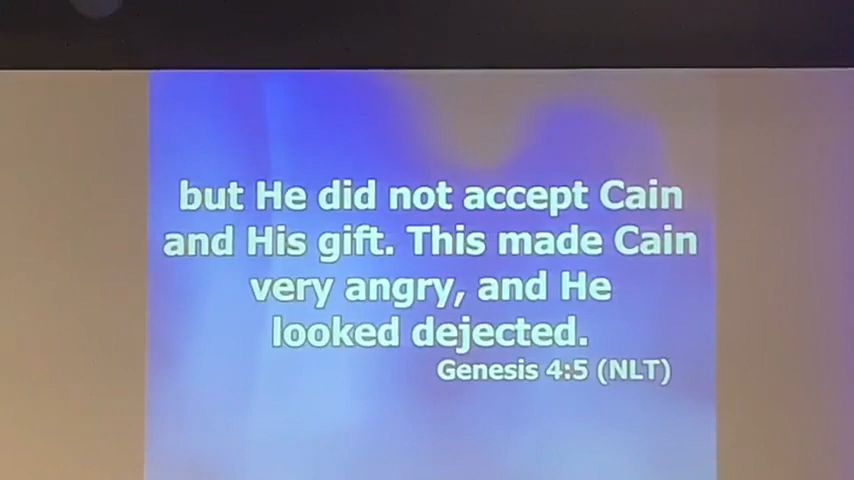 but He did not accept Cain
and His gift. This made Cain
very angry, and He
looked dejected.
Genesis 4:5 (NLT)